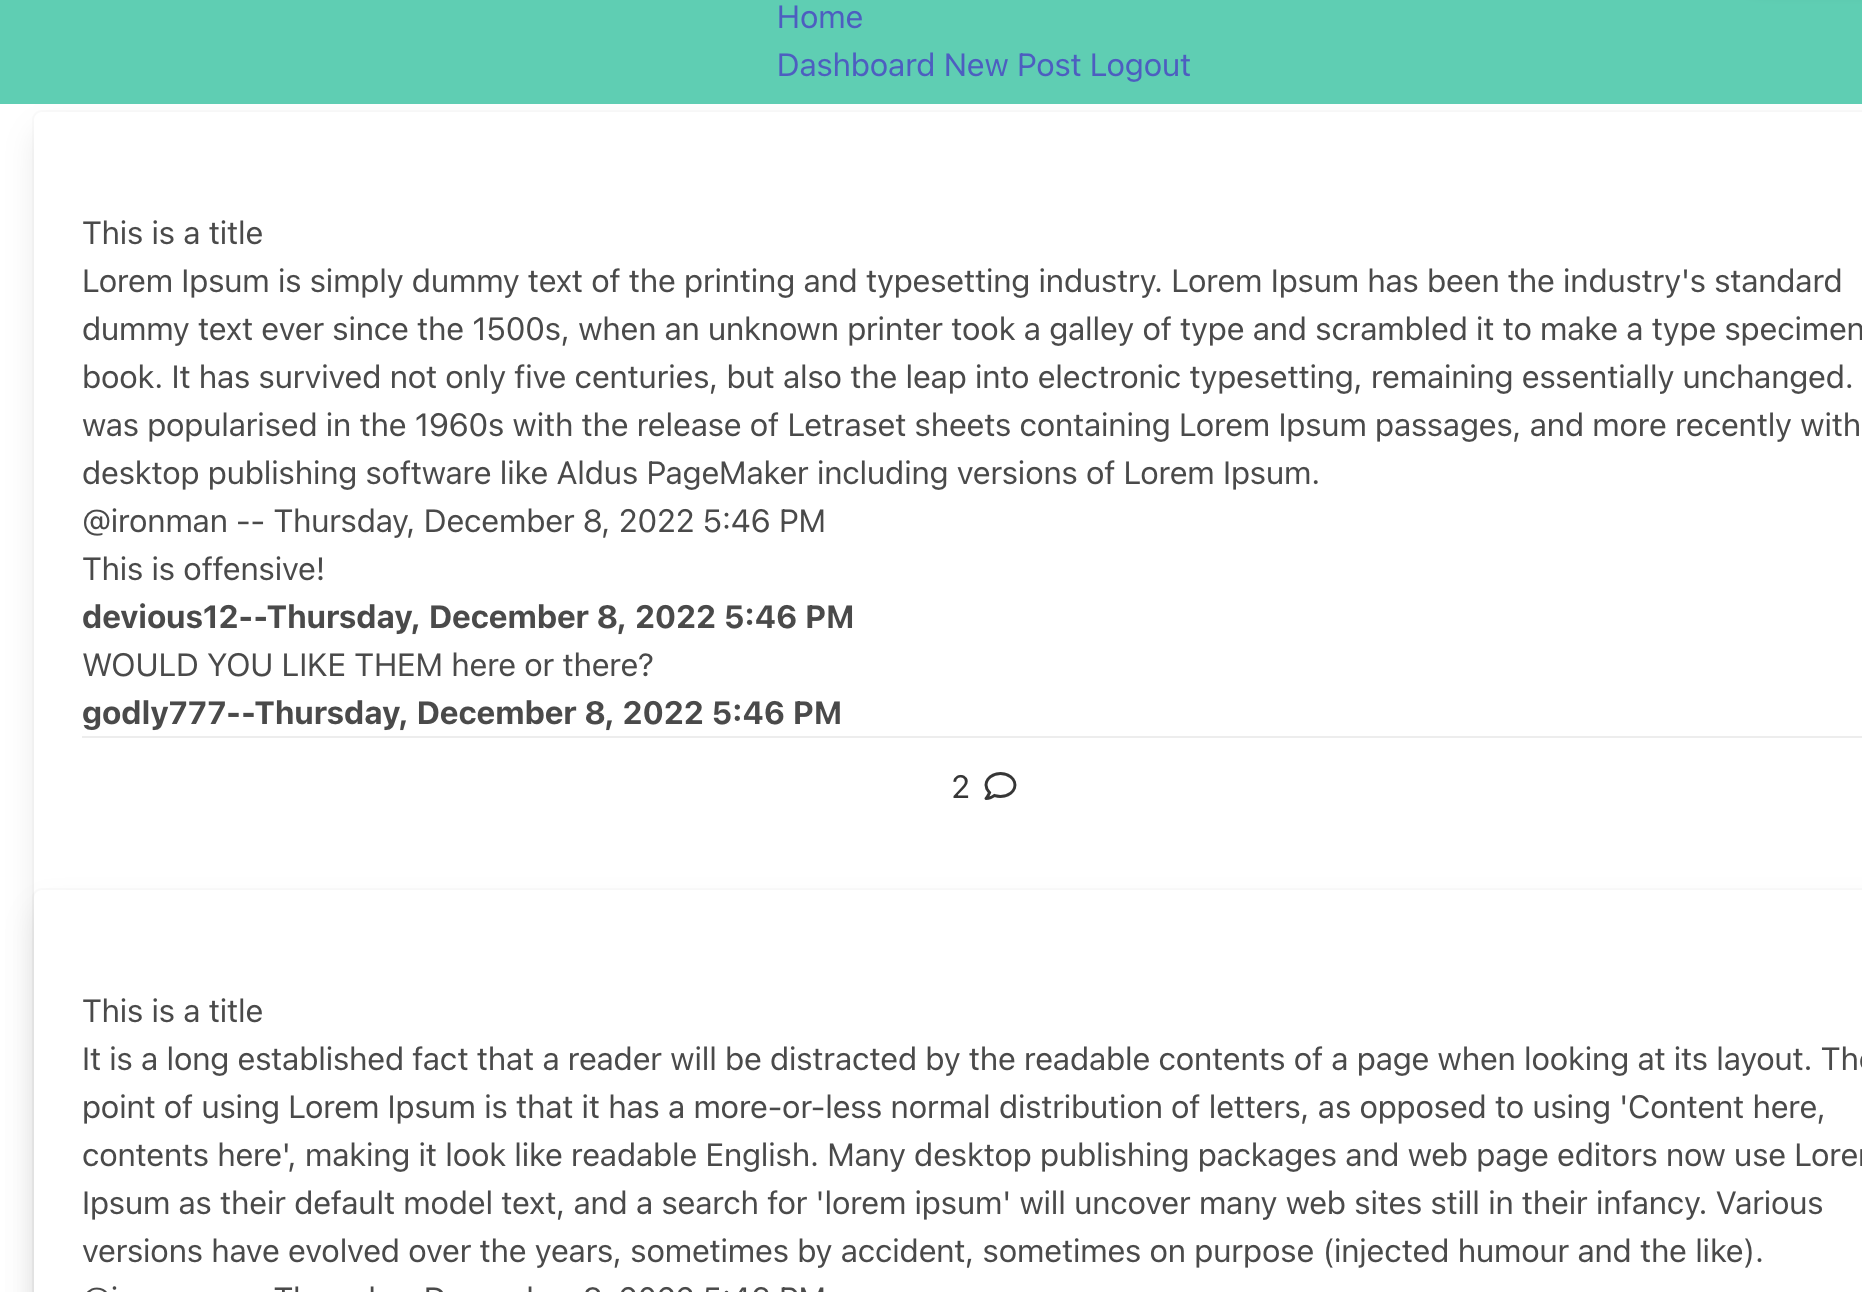 Home
Dashboard New Post Logout
This is a title
Lorem Ipsum is simply dummy text of the printing and typesetting industry. Lorem Ipsum has been the industry's standard
dummy text ever since the 1500s, when an unknown printer took a galley of type and scrambled it to make a type specimen
book. It has survived not only five centuries, but also the leap into electronic typesetting, remaining essentially unchanged.
was popularised in the 1960s with the release of Letraset sheets containing Lorem Ipsum passages, and more recently with
desktop publishing software like Aldus PageMaker including versions of Lorem Ipsum.
@ironman -- Thursday, December 8, 2022 5:46 PM
This is offensive!
devious12--Thursday, December 8, 2022 5:46 PM
WOULD YOU LIKE THEM here or there?
godly777--Thursday, December 8, 2022 5:46 PM
2
This is a title
It is a long established fact that a reader will be distracted by the readable contents of a page when looking at its layout. The
point of using Lorem Ipsum is that it has a more-or-less normal distribution of letters, as opposed to using 'Content here,
contents here', making it look like readable English. Many desktop publishing packages and web page editors now use
Ipsum as their default model text, and a search for 'lorem ipsum' will uncover many web sites still in their infancy. Various
versions have evolved over the years, sometimes by accident, sometimes on purpose (injected humour and the like).